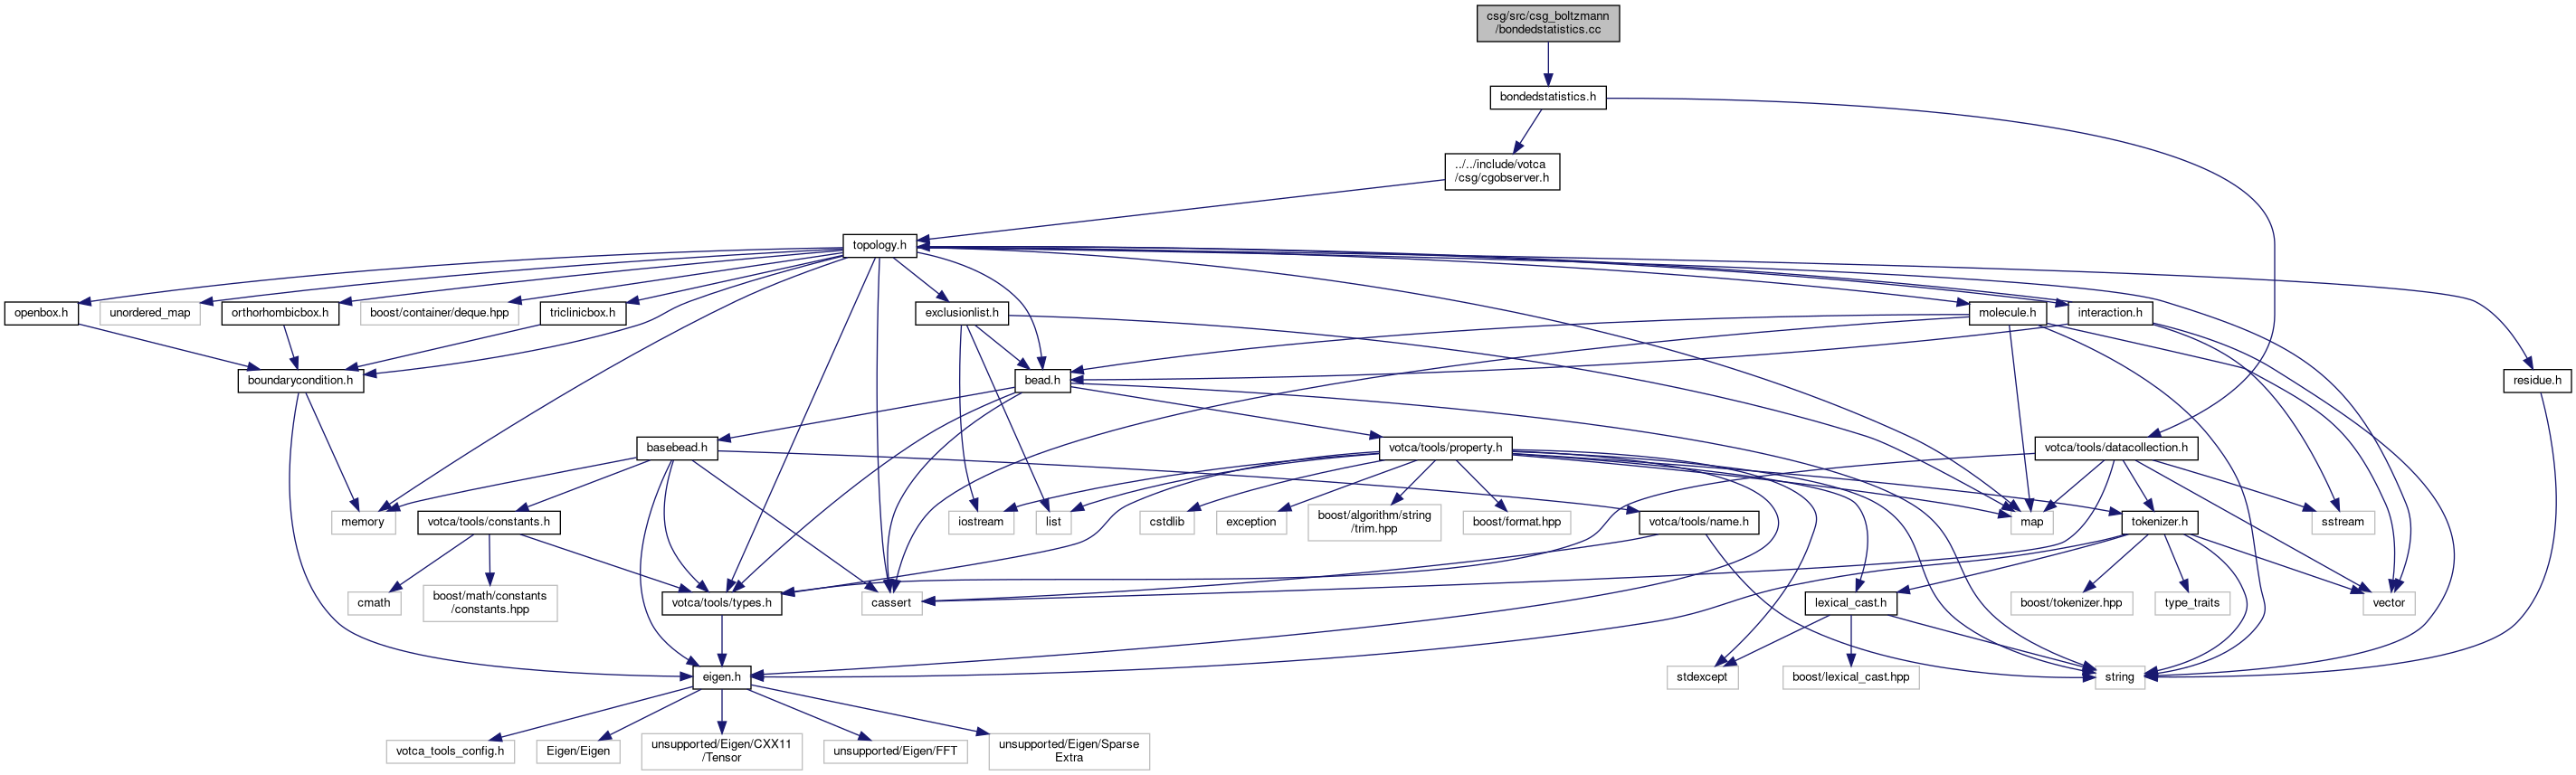 csg/src/csg_boltzmann
/bondedstatistics.cc
bondedstatistics.h
../../include/votca
/csg/cgobserver.h
topology.h
openbox.h
unordered_map
orthorhombicbox.h
boost/container/deque.hpp
triclinicbox.h
exclusionlist.h
molecule.h
interaction.h
boundarycondition.h
bead.h
residue.h
basebead.h
votca/tools/property.h
votca/tools/datacollection.h
memory
votca/tools/constants.h
iostream
list
cstdlib
exception
boost/algorithm/string
/trim.hpp
boost/format.hpp
votca/tools/name.h
map
tokenizer.h
sstream
cmath
boost/math/constants
/constants.hpp
votca/tools/types.h
cassert
lexical_cast.h
boost/tokenizer.hpp
type_traits
vector
eigen.h
stdexcept
boost/lexical_cast.hpp
string
votca_tools_config.h
Eigen/Eigen
unsupported/Eigen/CXX11
/Tensor
unsupported/Eigen/FFT
unsupported/Eigen/Sparse
Extra